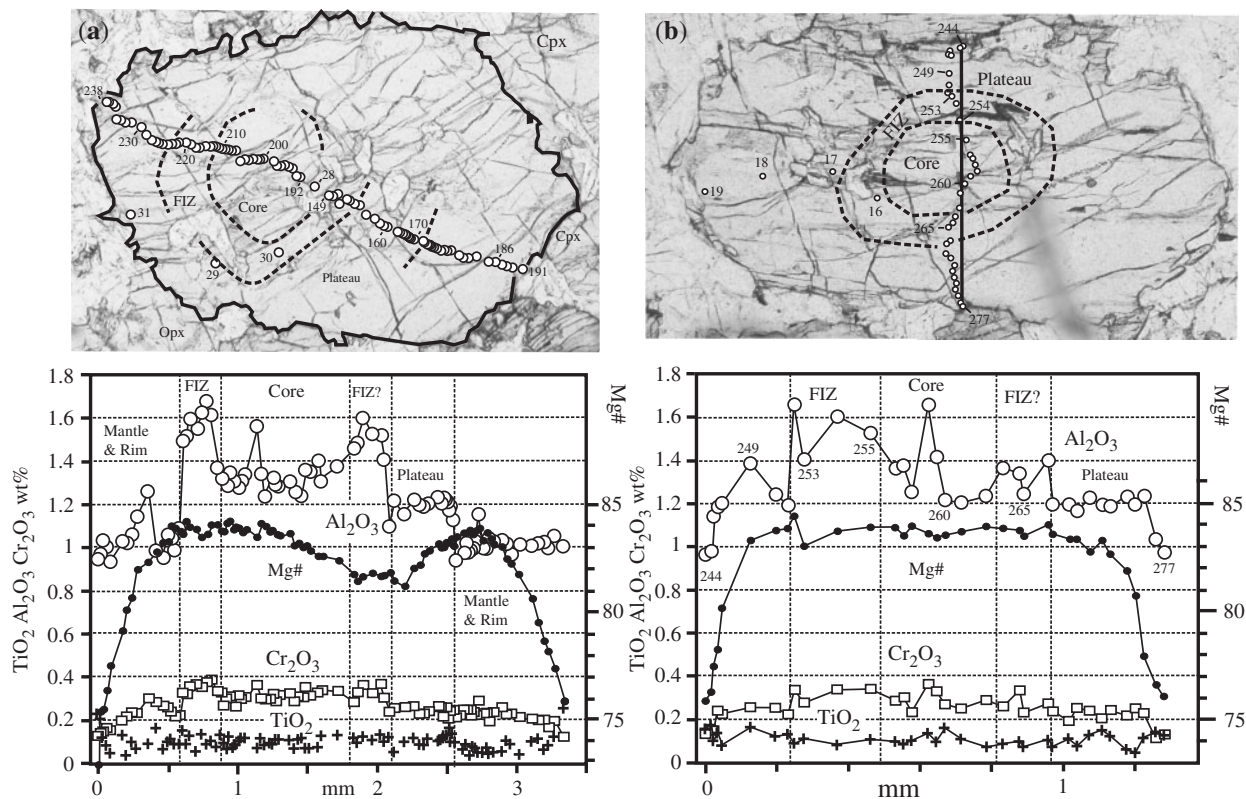 (a)
Cpx
238
230
220
210
200
192
149
28
FIZ
Core
31
29
30
160
170
186
191
Cpx
Plateau
Opx
(b)
244
249
Plateau
253
254
FIZ
255
Core
18
17
19
16
260
265
277
TiO2 Al2O3 Cr2O3 wt%
1.8
1.6
1.4
1.2
1
0.8
0.6
0.4
0.2
0
FIZ
Core
FIZ?
Mantle
& Rim
Plateau
Al2O3
Mg#
Mantle
& Rim
Cr2O3
TiO2
Mg#
85
80
75
0
1
mm
2
3
TiO2 Al2O3 Cr2O3 wt%
1.8
1.6
1.4
1.2
1
0.8
0.6
0.4
0.2
0
FIZ
Core
FIZ?
249
253
255
260
265
Al2O3
Plateau
244
277
Mg#
Cr2O3
TiO2
Mg#
85
80
75
0
mm
1